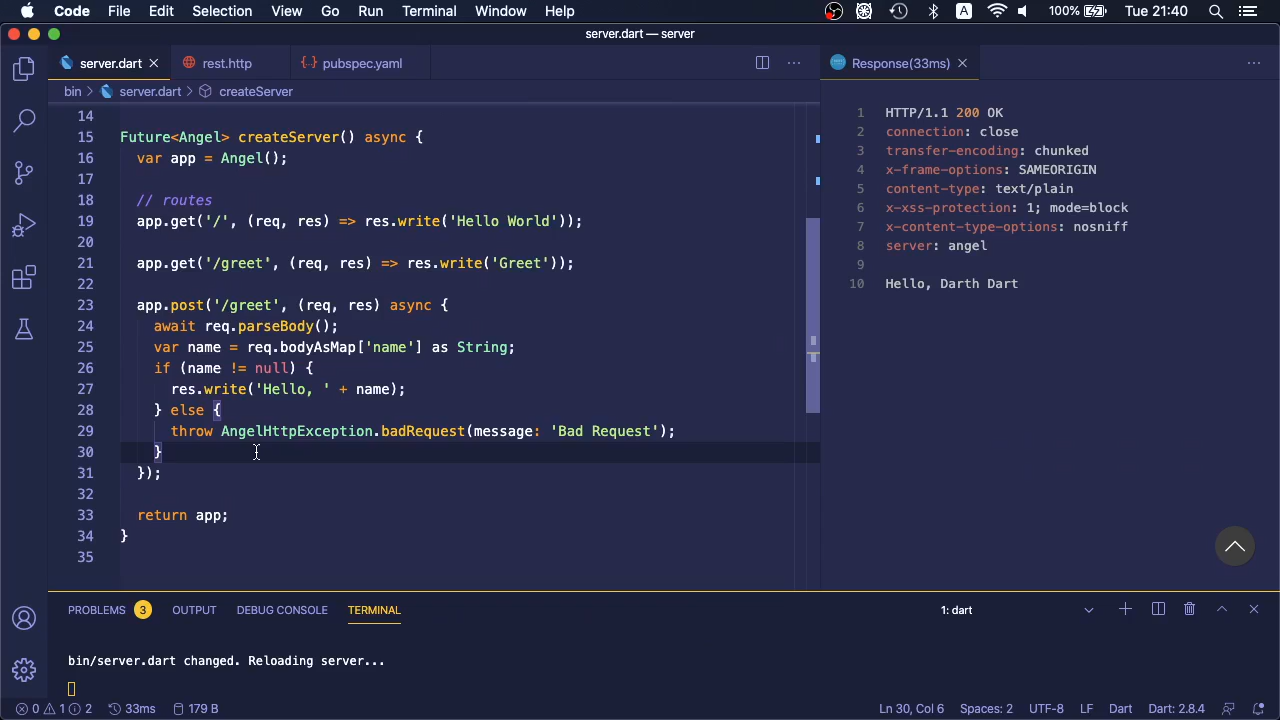 Code File Edit Selection View Go Run Terminal Window Help A 100% Tue 21:40
server.dart — server
server.dart rest.http pubspec.yaml Response(33ms)
bin server.dart createServer
14
15 Future<Angel> createServer() async {
16 var app = Angel();
17
18 // routes
19 app.get('/', (req, res) => res.write('Hello World'));
20
21 app.get('/greet', (req, res) => res.write('Greet'));
22
23 app.post('/greet', (req, res) async {
24 await req.parseBody();
25 var name = req.bodyAsMap['name'] as String;
26 if (name != null) {
27 res.write('Hello, ' + name);
28 } else {
29 throw AngelHttpException.badRequest(message: 'Bad Request');
30 }
31 });
32
33 return app;
34 }
35
1 HTTP/1.1 200 OK
2 connection: close
3 transfer-encoding: chunked
4 x-frame-options: SAMEORIGIN
5 content-type: text/plain
6 x-xss-protection: 1; mode=block
7 x-content-type-options: nosniff
8 server: angel
9
10 Hello, Darth Dart
PROBLEMS 3 OUTPUT DEBUG CONSOLE TERMINAL 1: dart
bin/server.dart changed. Reloading server...
0 1 2 33ms 179 B Ln 30, Col 6 Spaces: 2 UTF-8 LF Dart Dart: 2.8.4